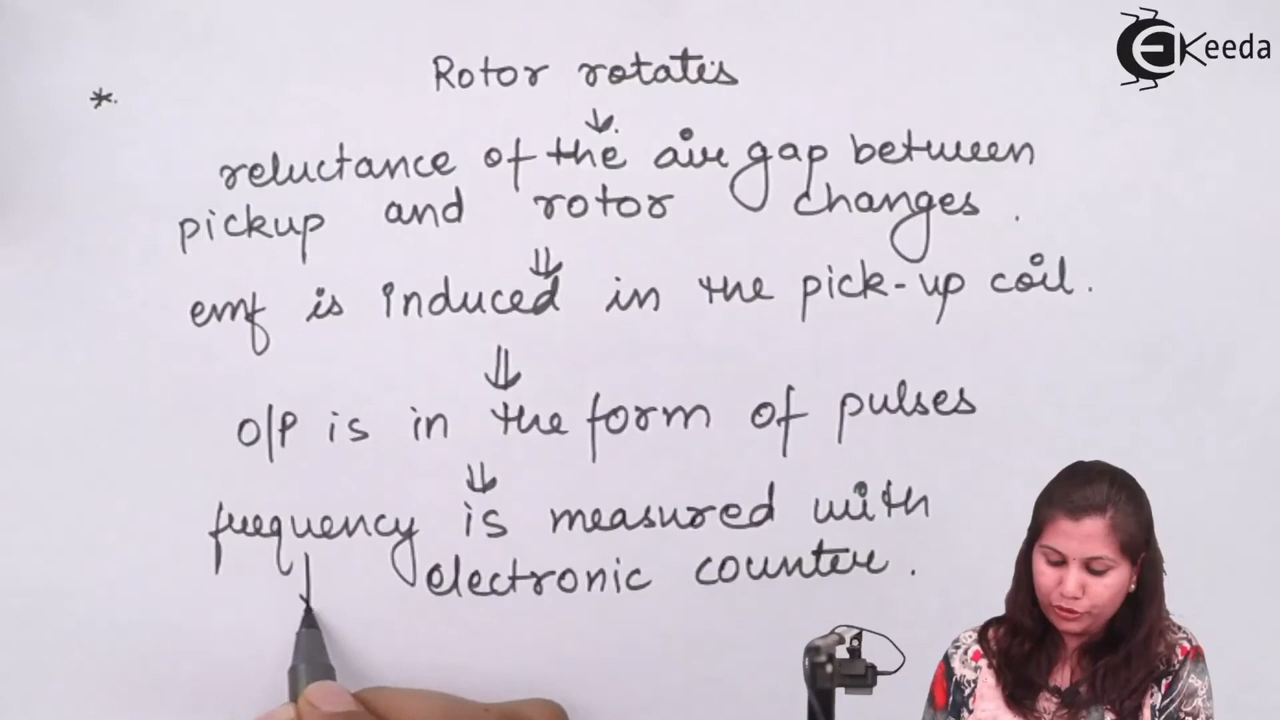 Keeda
* Rotor rotates
↓
reluctance of the air gap between
pickup and rotor changes.
⇓
emf is induced in the pick-up coil.
⇓
O/P is in the form of pulses
⇓
frequency is measured with
↓ electronic counter.